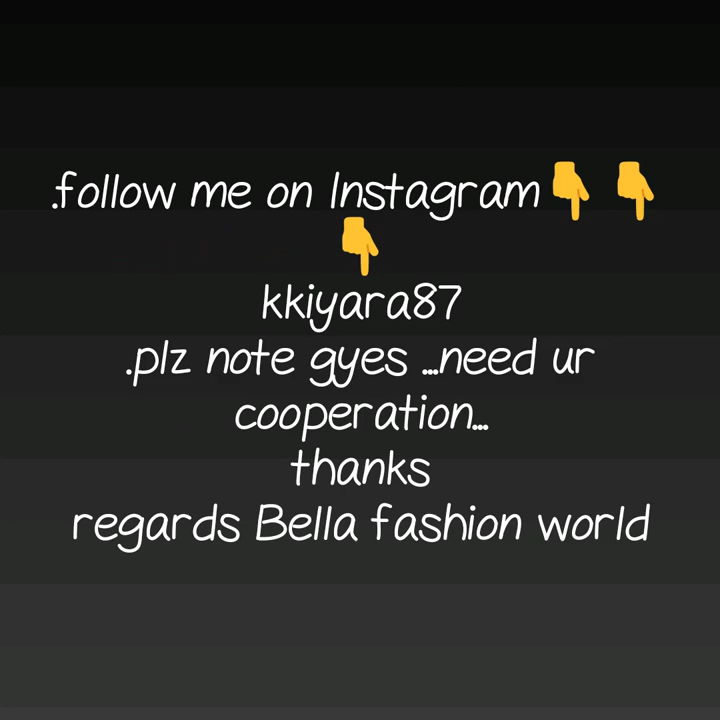 .follow me on Instagram👇 👇
👇
kkiyara87
.plz note gyes ...need ur
cooperation...
thanks
regards Bella fashion world